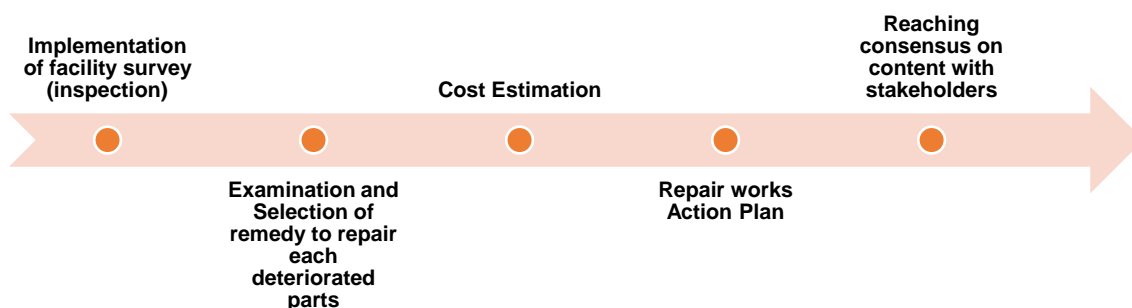 Implementation
of facility survey
(inspection)
Examination and
Selection of
remedy to repair
each
deteriorated
parts
Cost Estimation
Repair works
Action Plan
Reaching
consensus on
content with
stakeholders